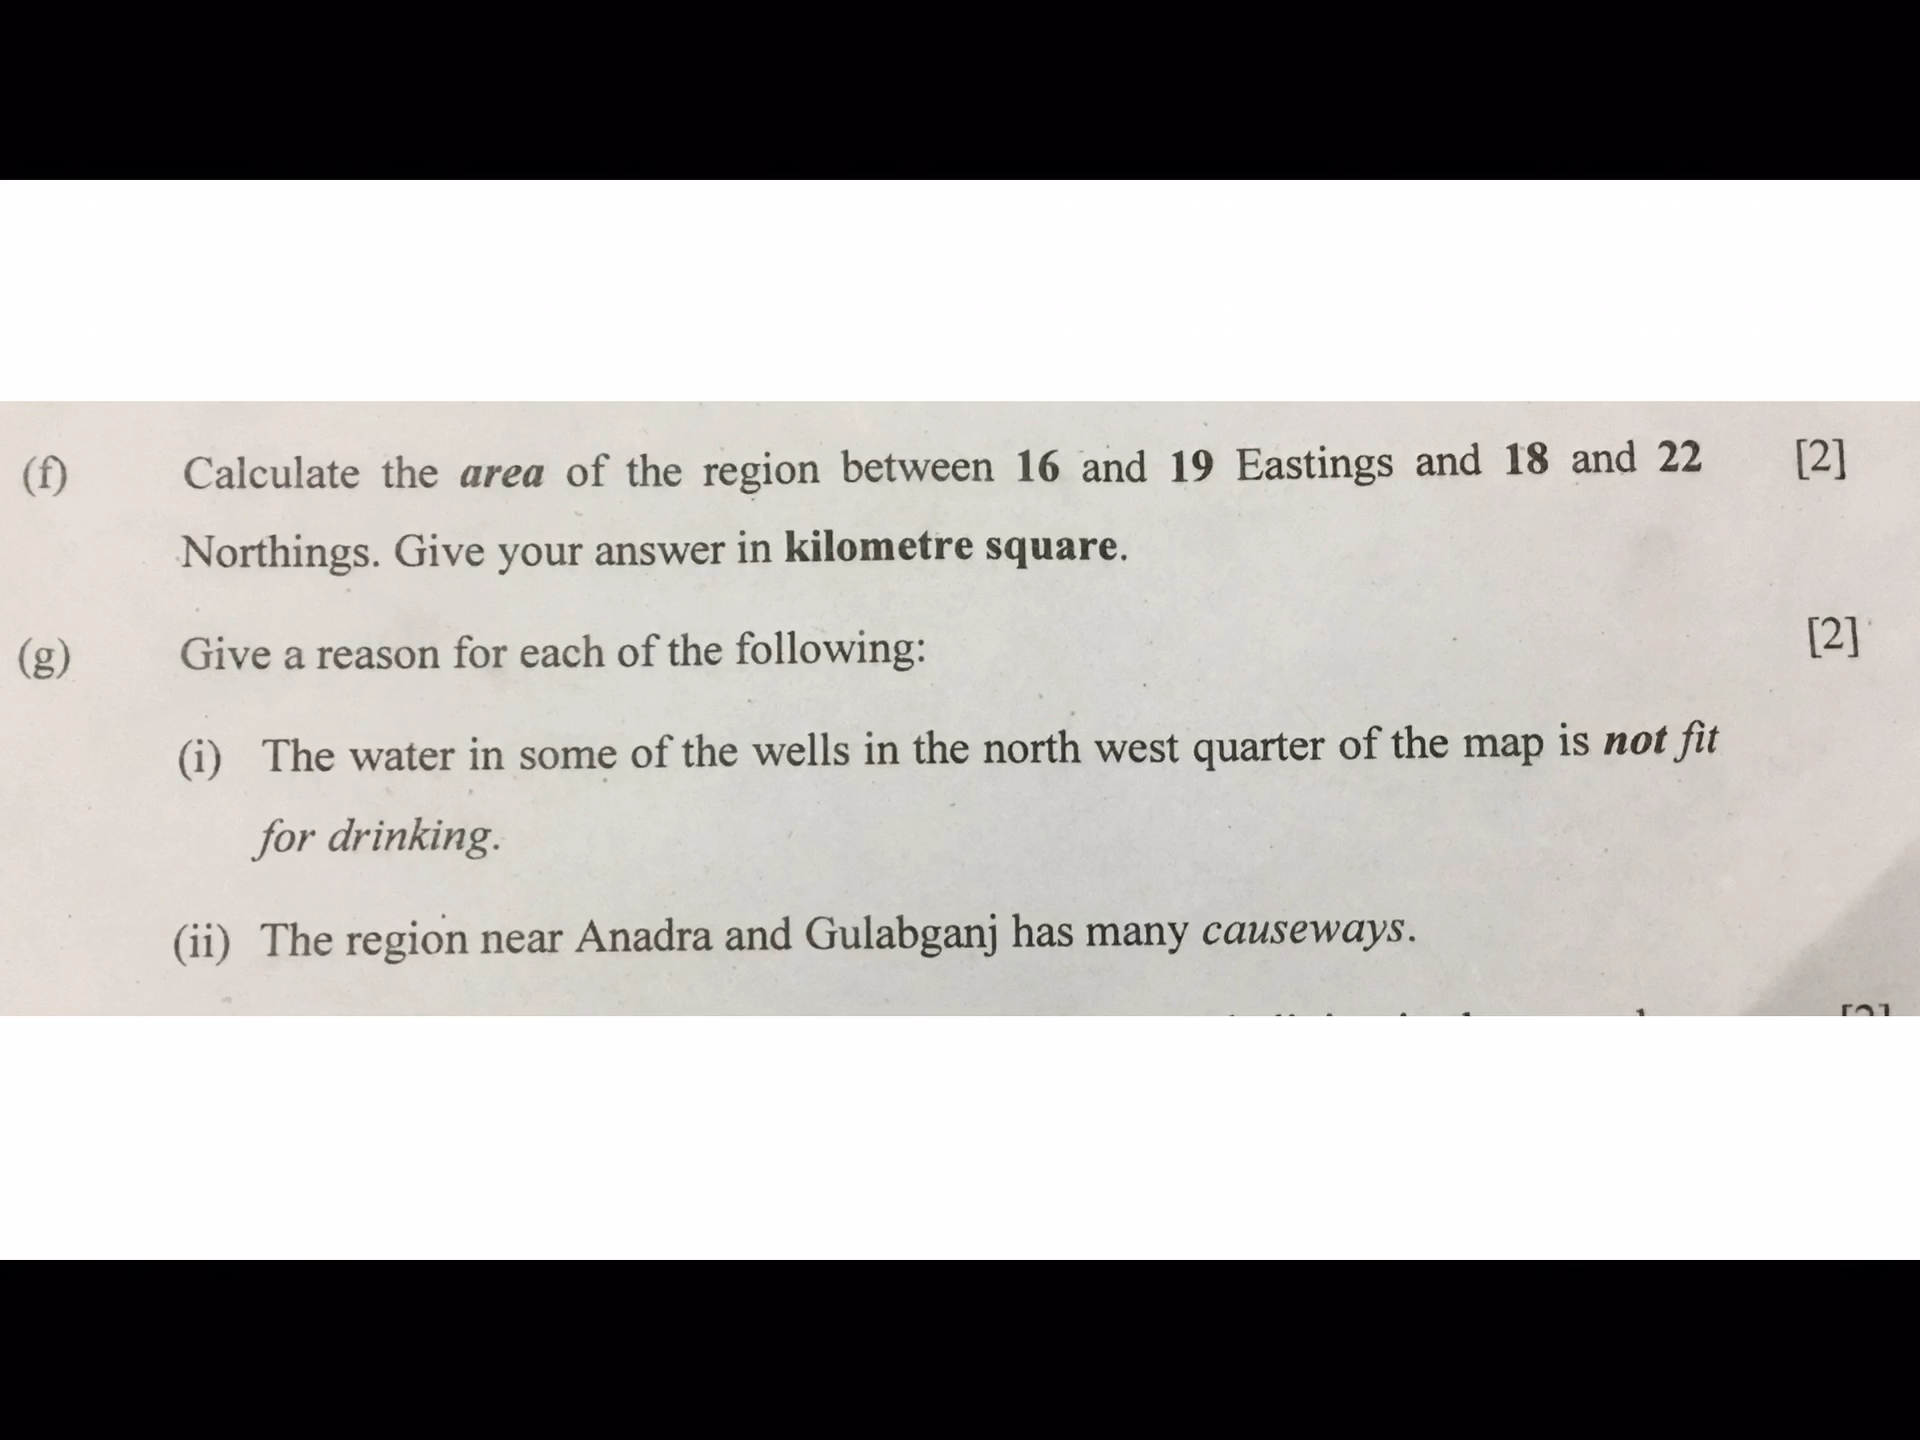 (f) Calculate the area of the region between 16 and 19 Eastings and 18 and 22 [2]
Northings. Give your answer in kilometre square.
(g) Give a reason for each of the following: [2]
(i) The water in some of the wells in the north west quarter of the map is not fit
for drinking.
(ii) The region near Anadra and Gulabganj has many causeways.